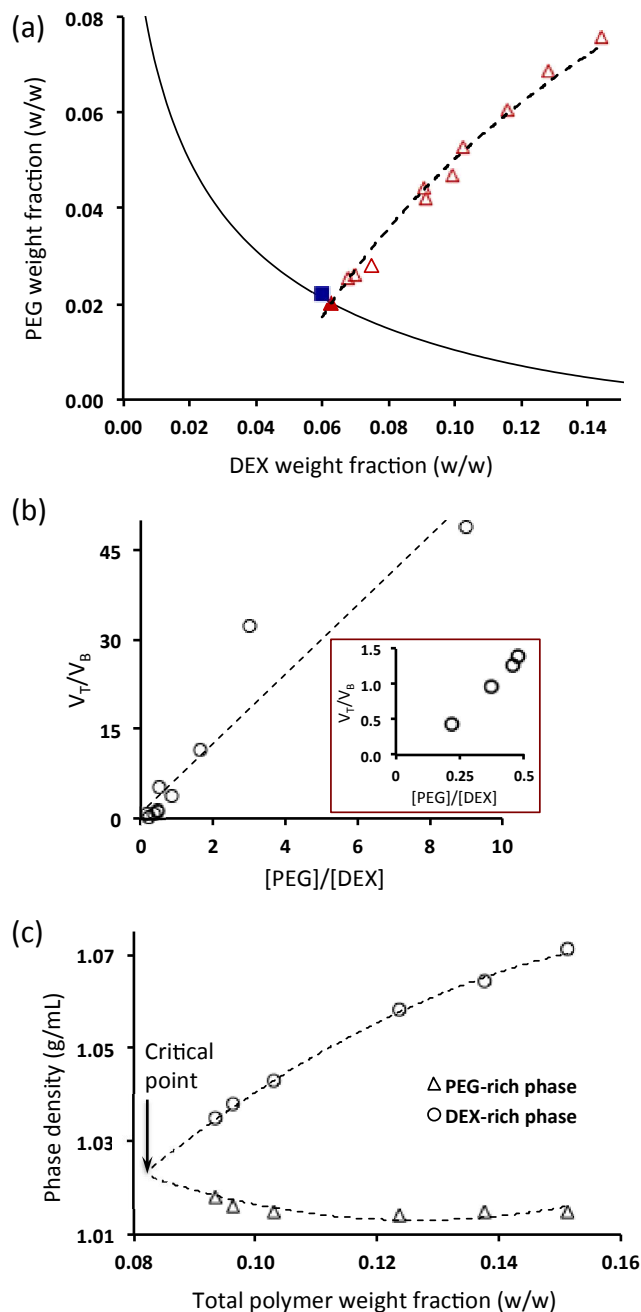 (a)
0.08
0.06
0.04
0.02
0.00
PEG weight fraction (w/w)
0.00 0.02 0.04 0.06 0.08 0.10 0.12 0.14
DEX weight fraction (w/w)
(b)
45
30
15
0
V_T/V_B
0 2 4 6 8 10
[PEG]/[DEX]
1.5
1.0
0.5
0.0
V_T/V_B
0 0.25 0.5
[PEG]/[DEX]
(c)
1.07
1.05
1.03
1.01
Phase density (g/mL)
Critical
point
PEG-rich phase
DEX-rich phase
0.08 0.10 0.12 0.14 0.16
Total polymer weight fraction (w/w)